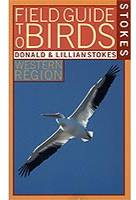 FIELD GUIDE
TO BIRDS
STOKES
DONALD & LILLIAN STOKES
WESTERN
REGION